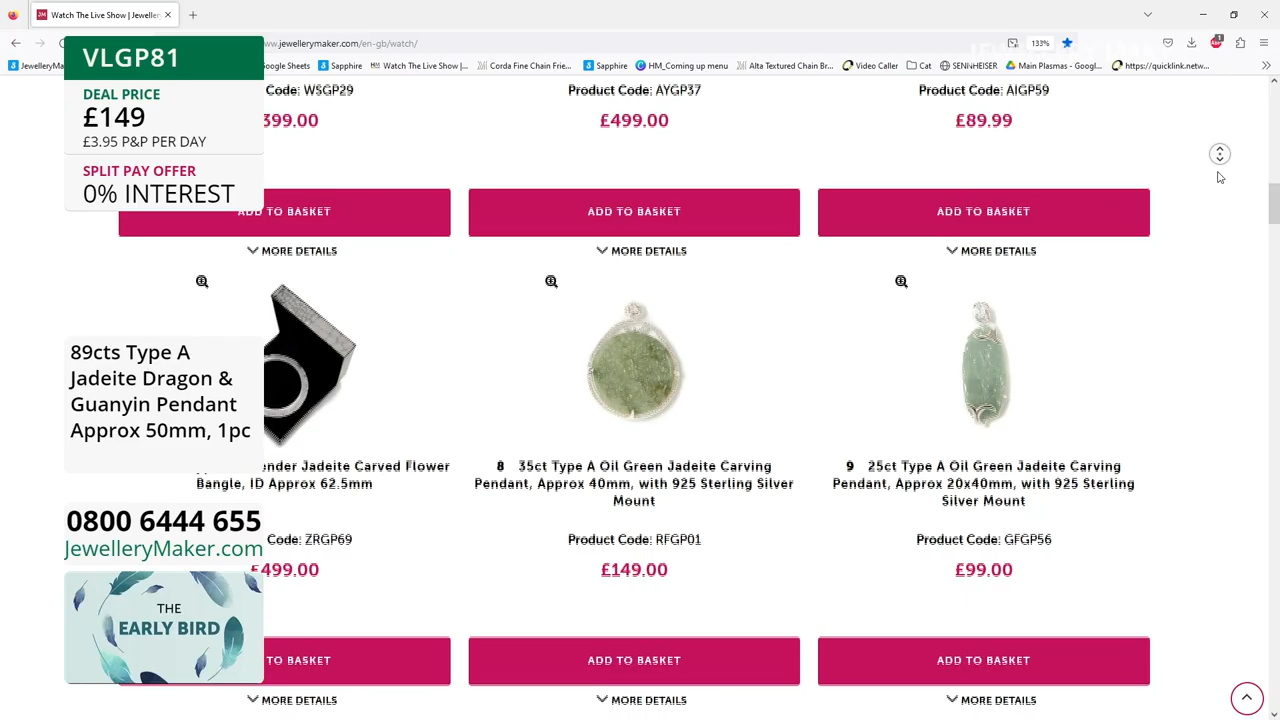 Watch The Live Show | Jeweller
ww.jewellerymaker.com/en-gb/watch/
133%
JewelleryMa
ogle Sheets
Sapphire
Watch The Live Show |...
Corda Fine Chain Frie...
Sapphire
HM_Coming up menu
Alta Textured Chain Br...
Video Caller
Cat
SENNHEISER
Main Plasmas - Googl...
https://quicklink.netw...
VLGP81
DEAL PRICE
£149
£3.95 P&P PER DAY
SPLIT PAY OFFER
0% INTEREST
Code: WSGP29
399.00
ADD TO BASKET
MORE DETAILS
Product Code: AYGP37
£499.00
ADD TO BASKET
MORE DETAILS
Product Code: AIGP59
£89.99
ADD TO BASKET
MORE DETAILS
89cts Type A
Jadeite Dragon &
Guanyin Pendant
Approx 50mm, 1pc
ender Jadeite Carved Flower
Bangle, ID Approx 62.5mm
Code: ZRGP69
£499.00
TO BASKET
MORE DETAILS
8 35ct Type A Oil Green Jadeite Carving
Pendant, Approx 40mm, with 925 Sterling Silver
Mount
Product Code: RFGP01
£149.00
ADD TO BASKET
MORE DETAILS
9 25ct Type A Oil Green Jadeite Carving
Pendant, Approx 20x40mm, with 925 Sterling
Silver Mount
Product Code: GFGP56
£99.00
ADD TO BASKET
MORE DETAILS
0800 6444 655
JewelleryMaker.com
THE
EARLY BIRD